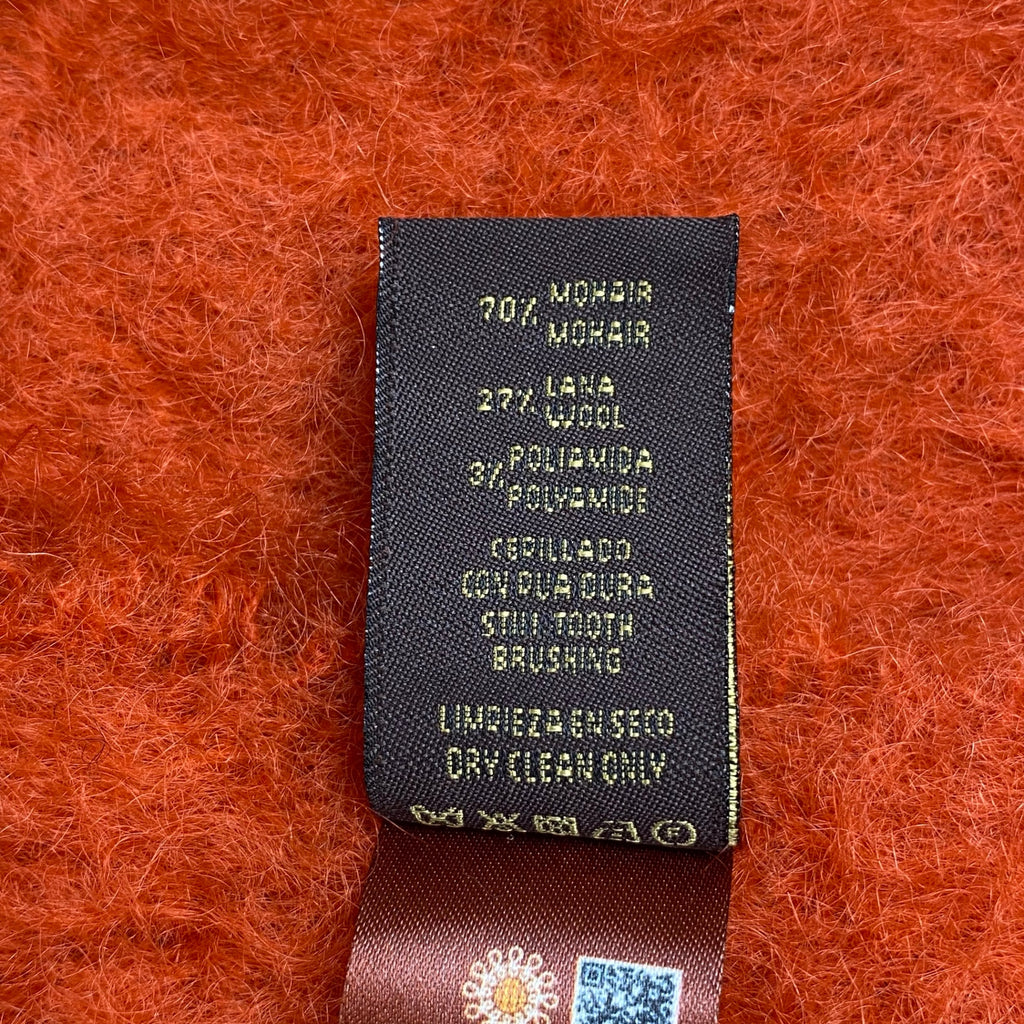 70% MOHAIR
MOHAIR
27% LANA
WOOL
3% POLIAMIDA
POLYAMIDE
CEPILLADO
CON PUA DURA
STIFF TOOTH
BRUSHING
LIMPIEZA EN SECO
DRY CLEAN ONLY